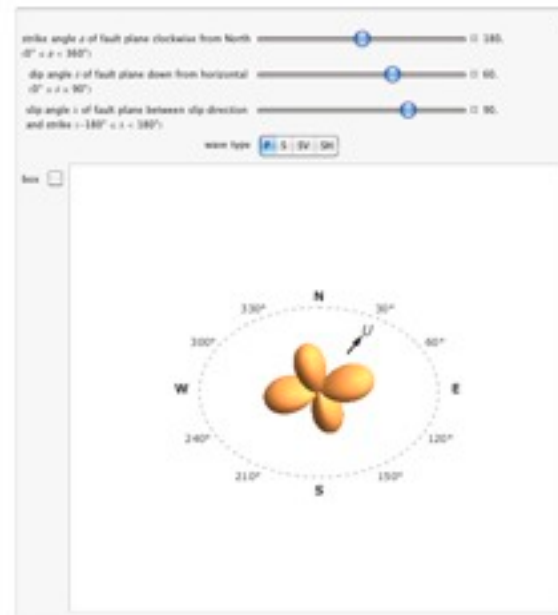 strike angle ø of fault plane clockwise from North 180.
(0° < ø < 360°)
dip angle δ of fault plane down from horizontal 60.
(0° < δ < 90°)
slip angle λ of fault plane between slip direction 90.
and strike (-180° < λ < 180°)
wave type P S SV SH
box
N
330° 30°
U
300° 60°
W E
240° 120°
210° 150°
S